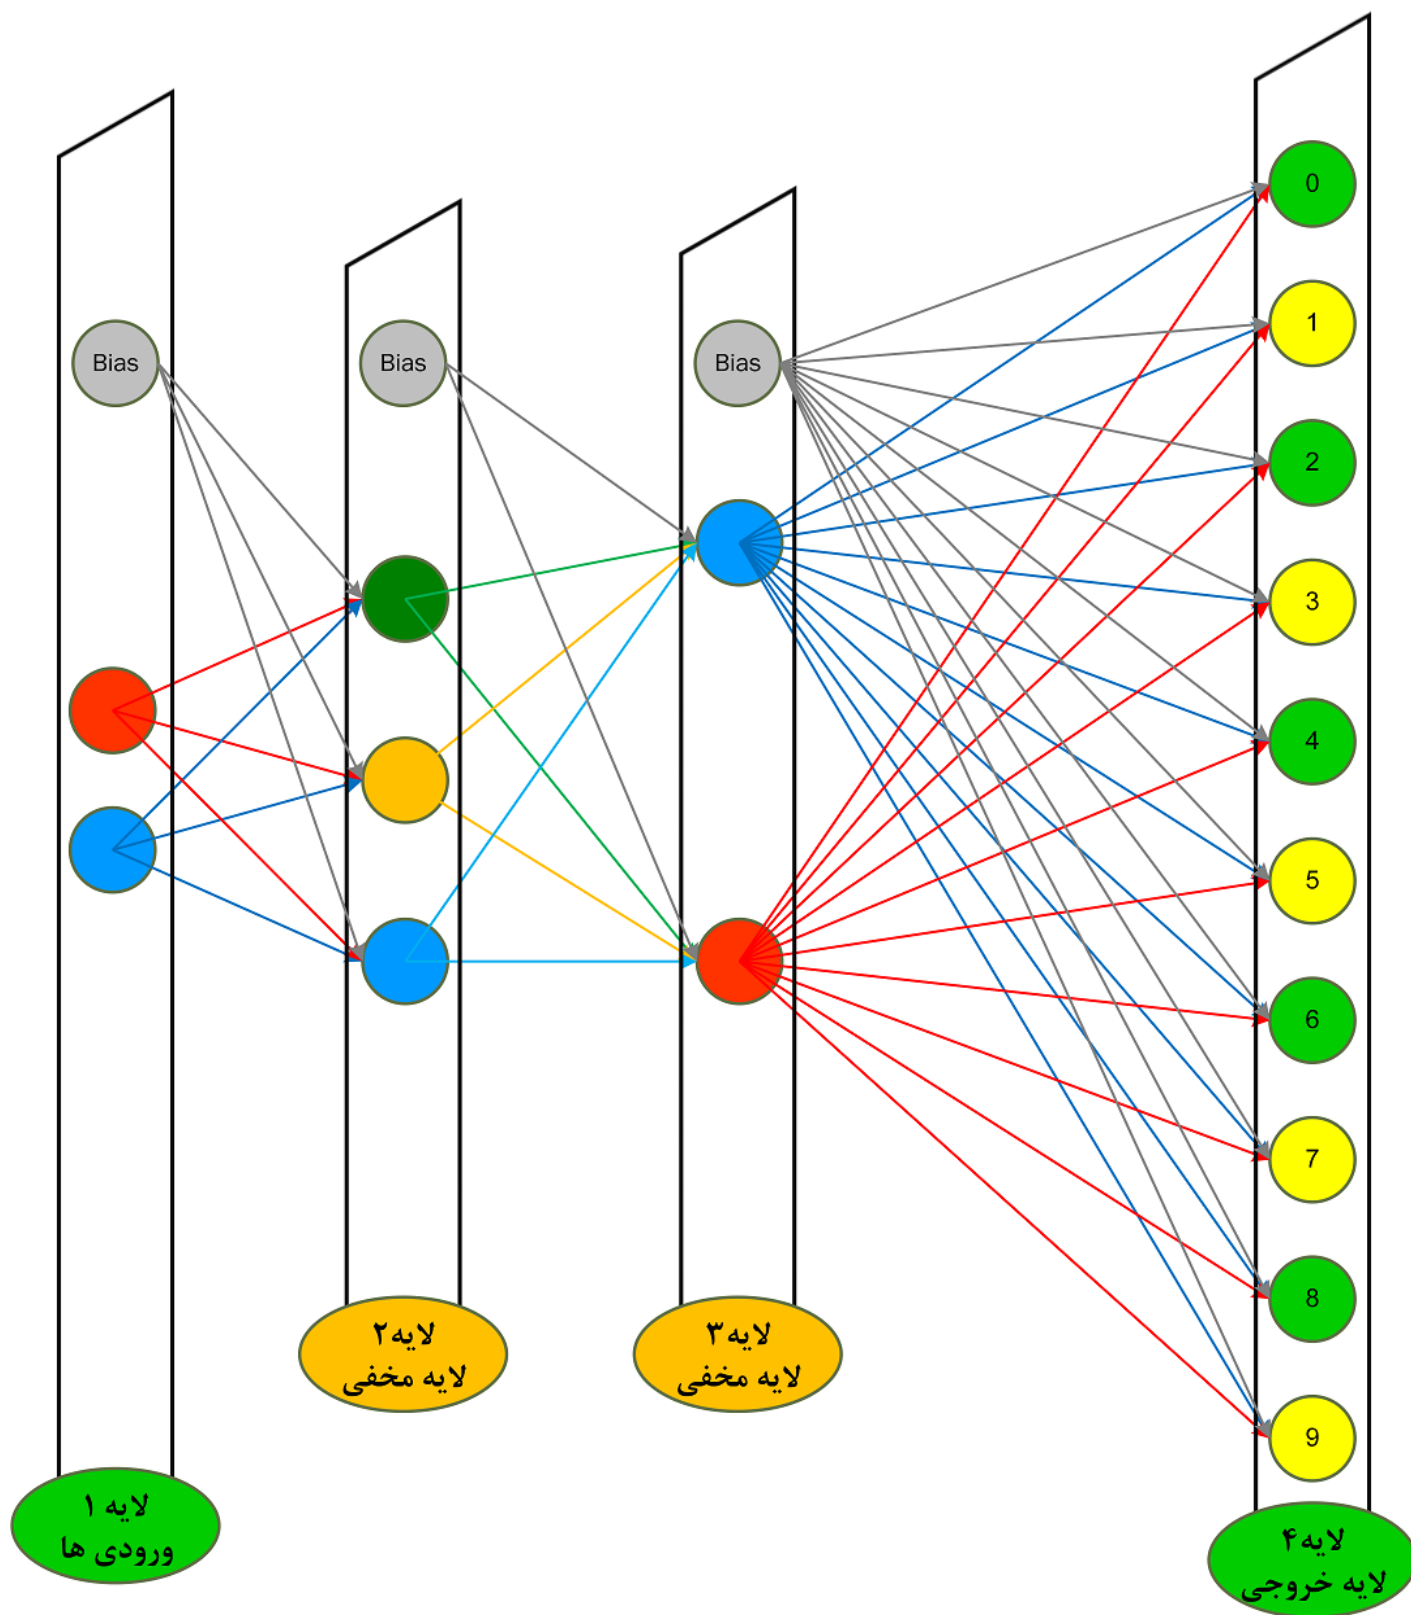 Bias
Bias
Bias
0
1
2
3
4
5
6
7
8
9
لایه ۱
ورودی ها
لایه۲
لایه مخفی
لایه۳
لایه مخفی
لایه۴
لایه خروجی